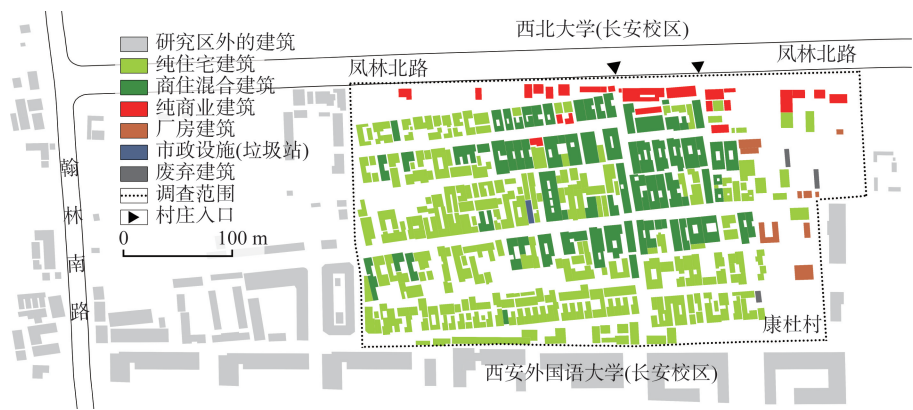 西北大学(长安校区)
凤林北路
凤林北路
研究区外的建筑
纯住宅建筑
商住混合建筑
纯商业建筑
厂房建筑
市政设施(垃圾站)
废弃建筑
调查范围
村庄入口
0 100 m
翰林南路
康杜村
西安外国语大学(长安校区)